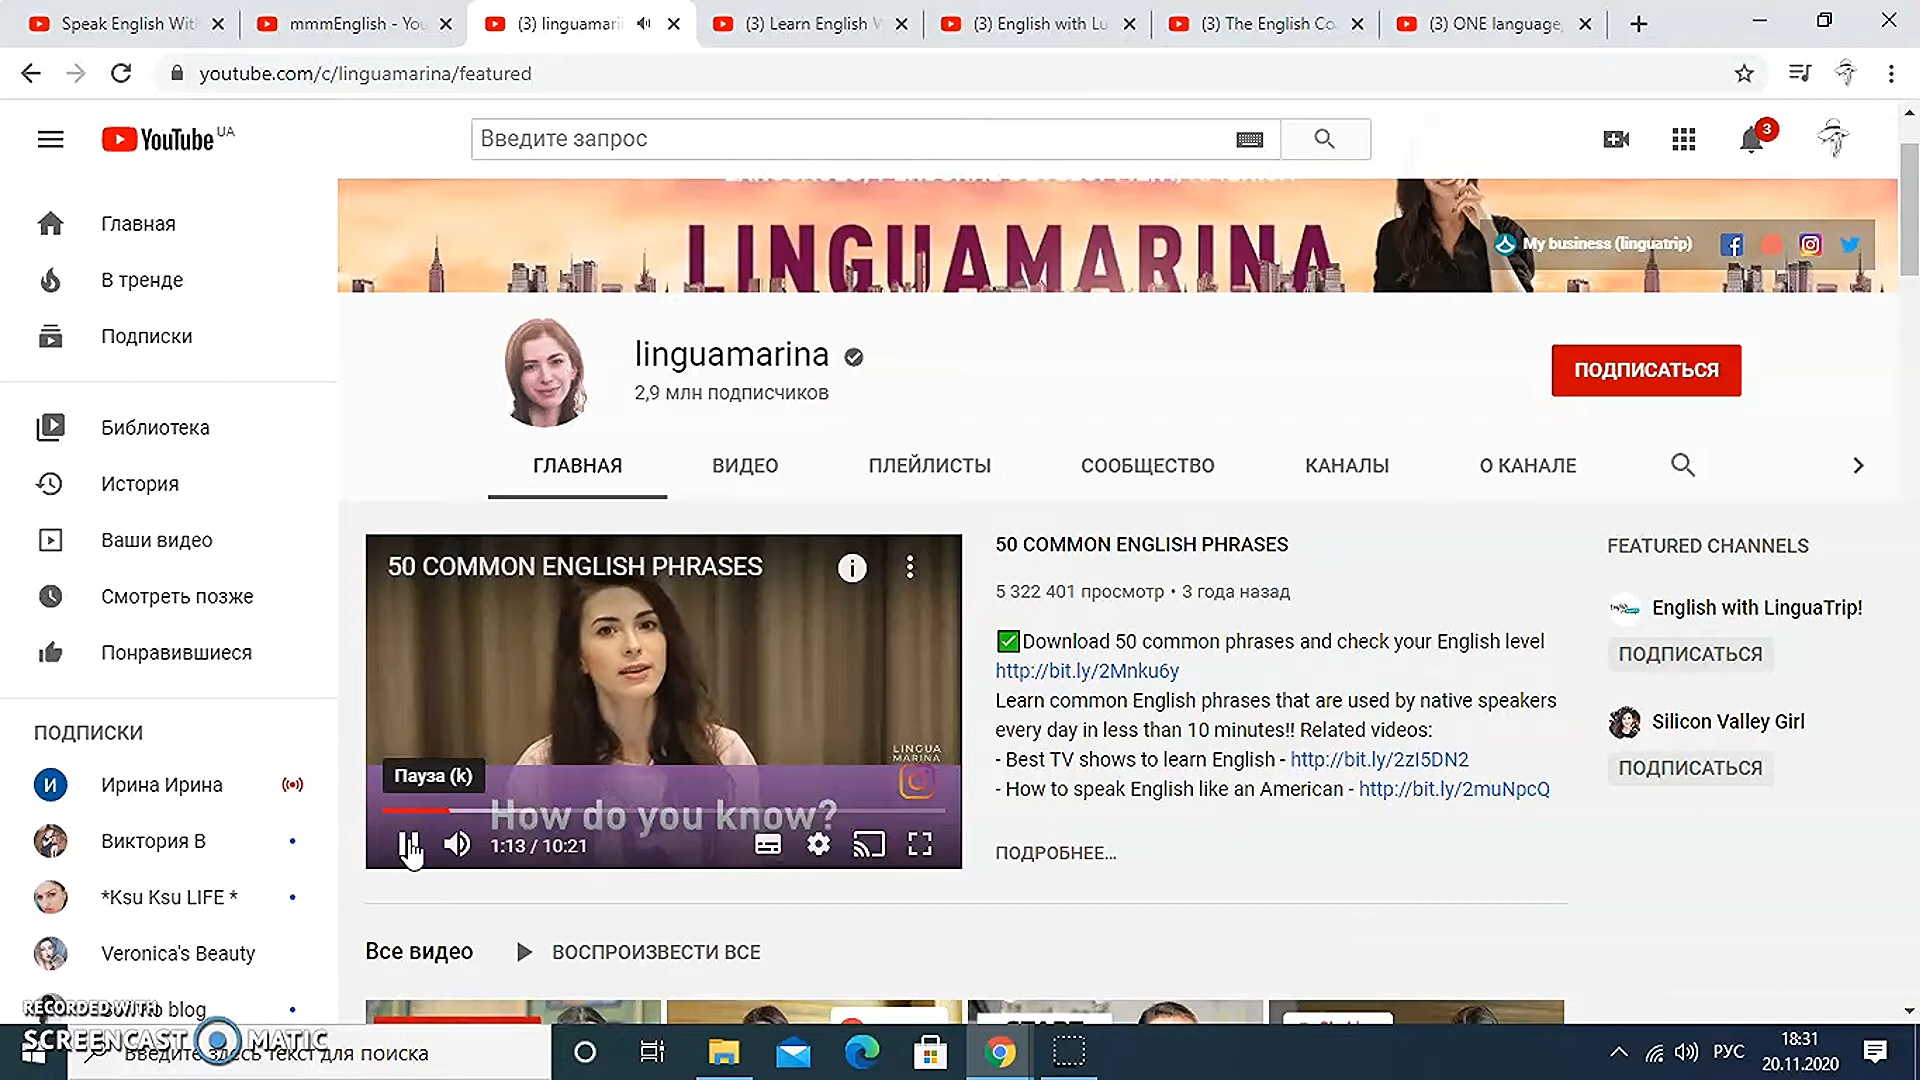 Speak English Wit
mmmEnglish - You
(3) linguamarin
(3) Learn English W
(3) English with Lu
(3) The English Co
(3) ONE language,
youtube.com/c/linguamarina/featured
YouTube UA
Введите запрос
3
Главная
В тренде
Подписки
Библиотека
История
Ваши видео
Смотреть позже
Понравившиеся
ПОДПИСКИ
Ирина Ирина
Виктория В
*Ksu Ksu LIFE *
Veronica's Beauty
blog
LINGUAMARINA
My business (linguatrip)
linguamarina
2,9 млн подписчиков
ПОДПИСАТЬСЯ
ГЛАВНАЯ
ВИДЕО
ПЛЕЙЛИСТЫ
СООБЩЕСТВО
КАНАЛЫ
О КАНАЛЕ
50 COMMON ENGLISH PHRASES
LINGUA
MARINA
Пауза (k)
How do you know?
1:13 / 10:21
50 COMMON ENGLISH PHRASES
5 322 401 просмотр • 3 года назад
✅Download 50 common phrases and check your English level
http://bit.ly/2Mnku6y
Learn common English phrases that are used by native speakers
every day in less than 10 minutes!! Related videos:
- Best TV shows to learn English - http://bit.ly/2zI5DN2
- How to speak English like an American - http://bit.ly/2muNpcQ
ПОДРОБНЕЕ...
FEATURED CHANNELS
English with LinguaTrip!
ПОДПИСАТЬСЯ
Silicon Valley Girl
ПОДПИСАТЬСЯ
Все видео
ВОСПРОИЗВЕСТИ ВСЕ
RECORDED WITH
SCREENCAST MATIC
Введите здесь текст для поиска
РУС
18:31
20.11.2020